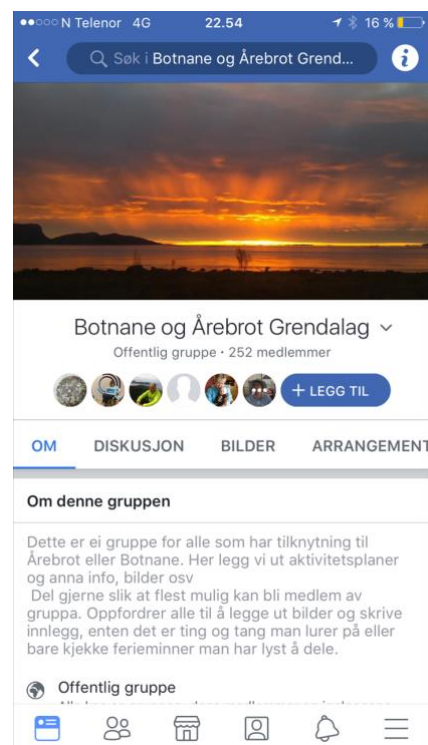 N Telenor 4G 22.54 16 %
Søk i Botnane og Årebrot Grend...
Botnane og Årebrot Grendalag
Offentlig gruppe · 252 medlemmer
+ LEGG TIL
OM DISKUSJON BILDER ARRANGEMENT
Om denne gruppen
Dette er ei gruppe for alle som har tilknytning til
Årebrot eller Botnane. Her legg vi ut aktivitetsplaner
og anna info, bilder osv
Del gjerne slik at flest mulig kan bli medlem av
gruppa. Oppfordrer alle til å legge ut bilder og skrive
innlegg, enten det er ting og tang man lurer på eller
bare kjekke ferieminner man har lyst å dele.
Offentlig gruppe